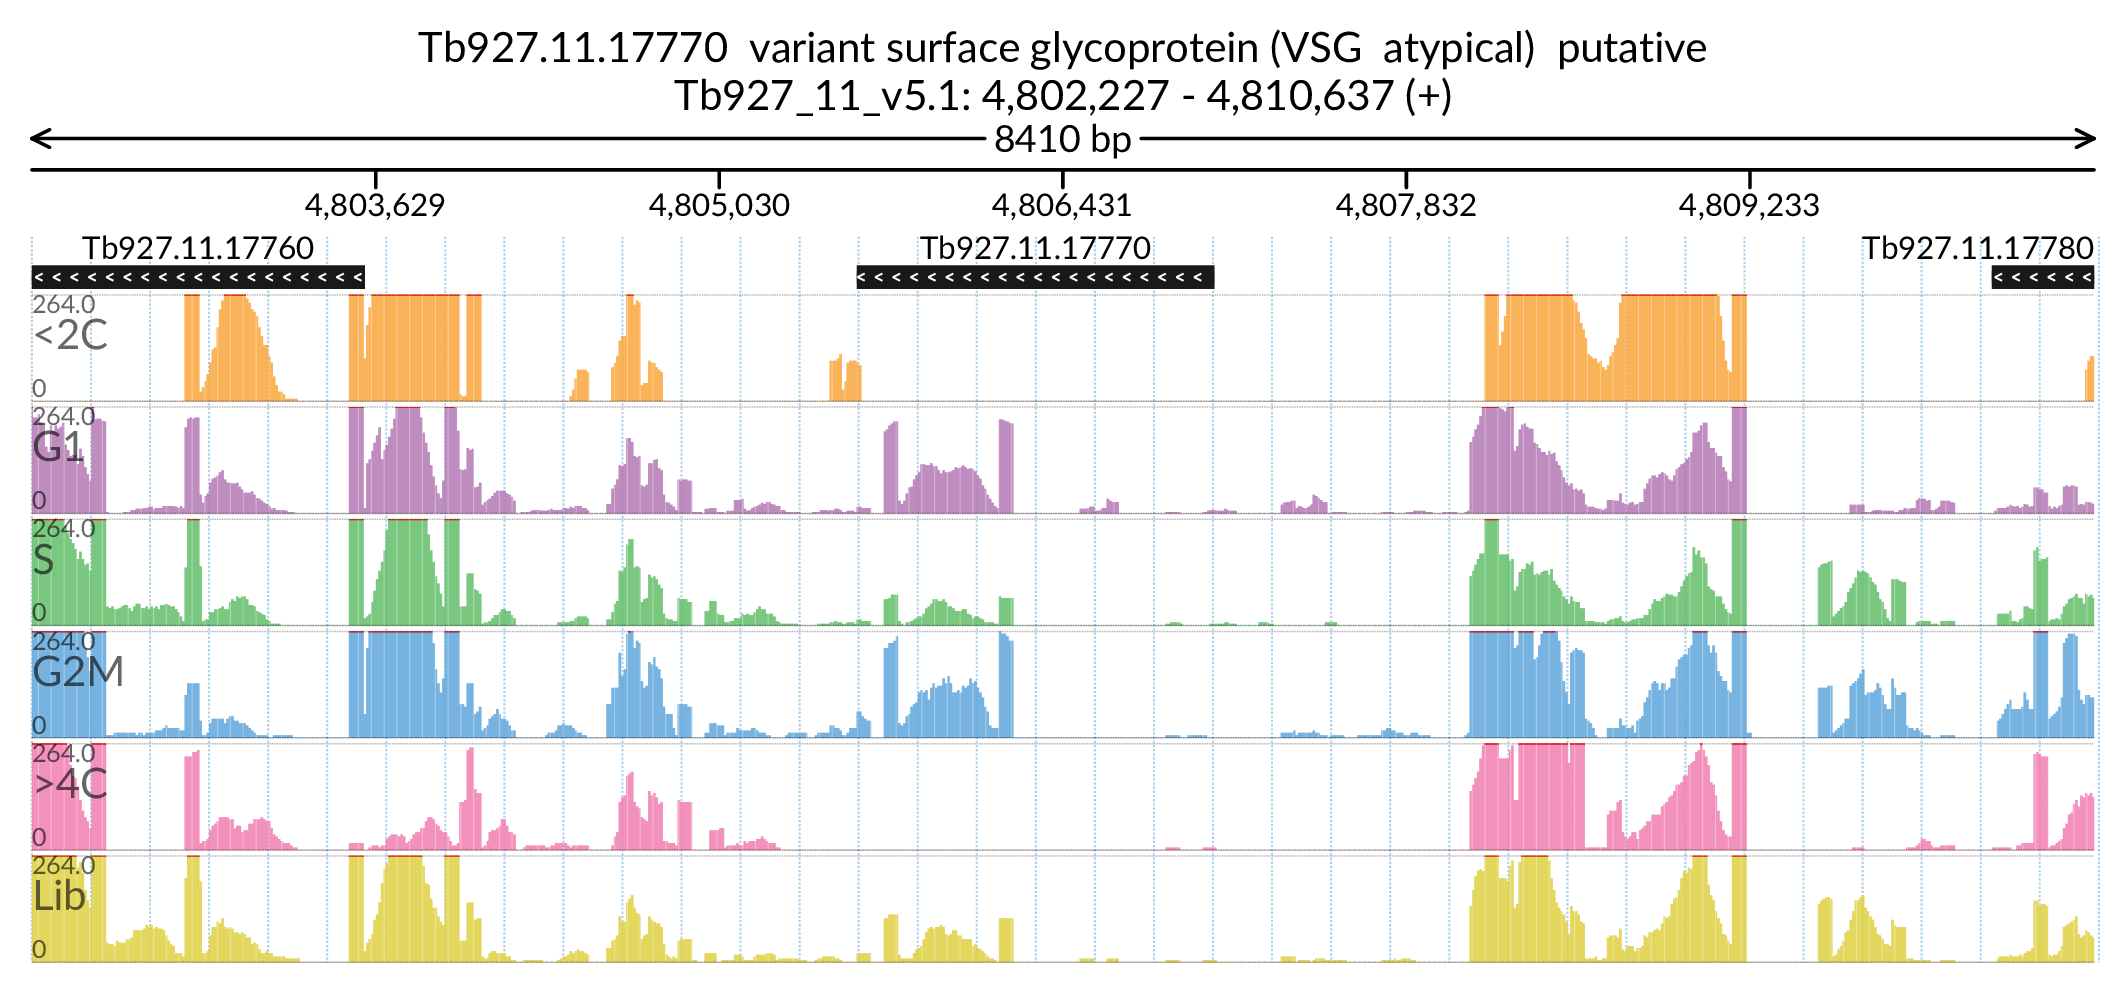 Tb927.11.17770  variant surface glycoprotein (VSG  atypical)  putative
Tb927_11_v5.1: 4,802,227 - 4,810,637 (+)
8410 bp
4,803,629 4,805,030 4,806,431 4,807,832 4,809,233
Tb927.11.17760 Tb927.11.17770 Tb927.11.17780
264.0
<2C
0
264.0
G1
0
264.0
S
0
264.0
G2M
0
264.0
>4C
0
264.0
Lib
0